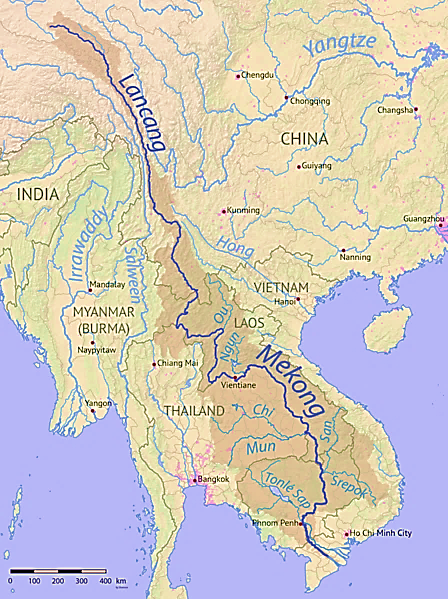 Yangtze
Chengdu
Lancang
Chongqing
Changsha
CHINA
Guiyang
INDIA
Kunming
Guangzhou
Irrawaddy
Salween
Hong
Nanning
Mandalay
VIETNAM
Hanoi
Ou
MYANMAR
(BURMA)
LAOS
Ngun
Naypyitaw
Mekong
Chiang Mai
Vientiane
Yangon
THAILAND
Chi
San
Mun
Bangkok
Tonle Sap
Srepok
Phnom Penh
Ho Chi Minh City
0 100 200 300 400 km